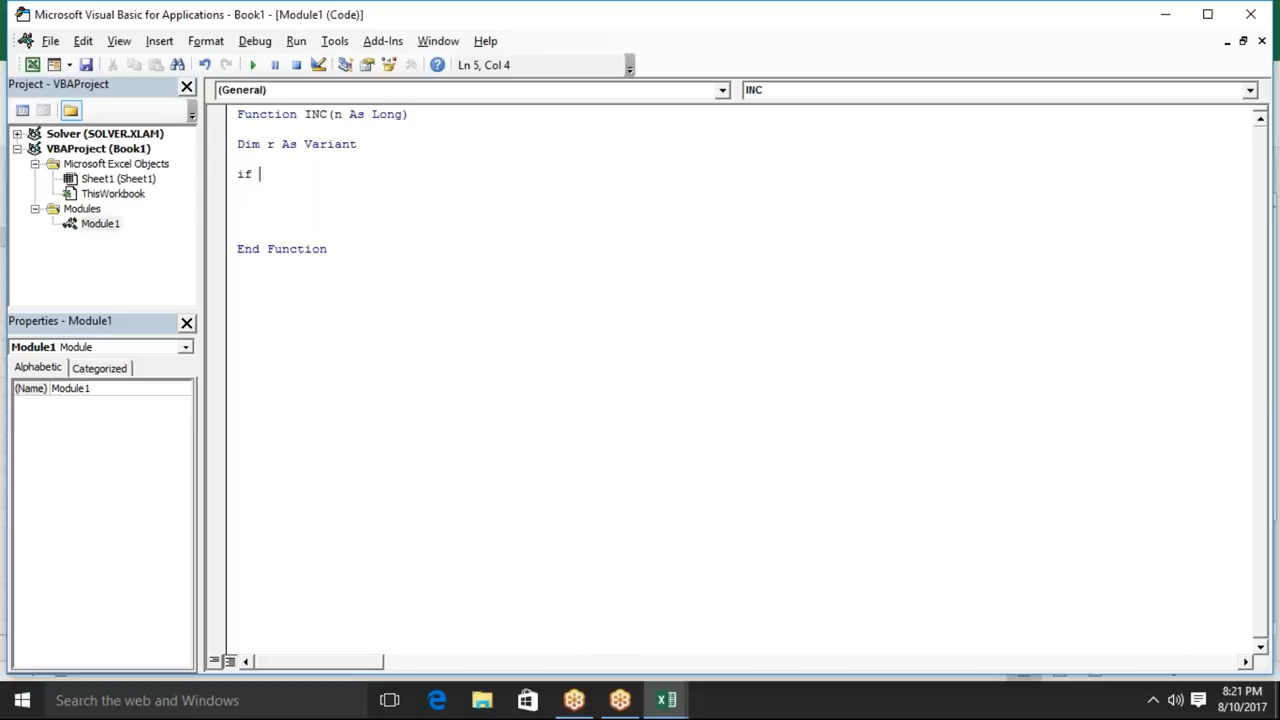 Microsoft Visual Basic for Applications - Book1 - [Module1 (Code)]
File Edit View Insert Format Debug Run Tools Add-Ins Window Help
Ln 5, Col 4
Project - VBAProject
(General)
INC
Solver (SOLVER.XLAM)
VBAProject (Book1)
Microsoft Excel Objects
Sheet1 (Sheet1)
ThisWorkbook
Modules
Module1
Function INC(n As Long)
Dim r As Variant
if
End Function
Properties - Module1
Module1 Module
Alphabetic Categorized
(Name) Module1
Search the web and Windows
8:21 PM
8/10/2017